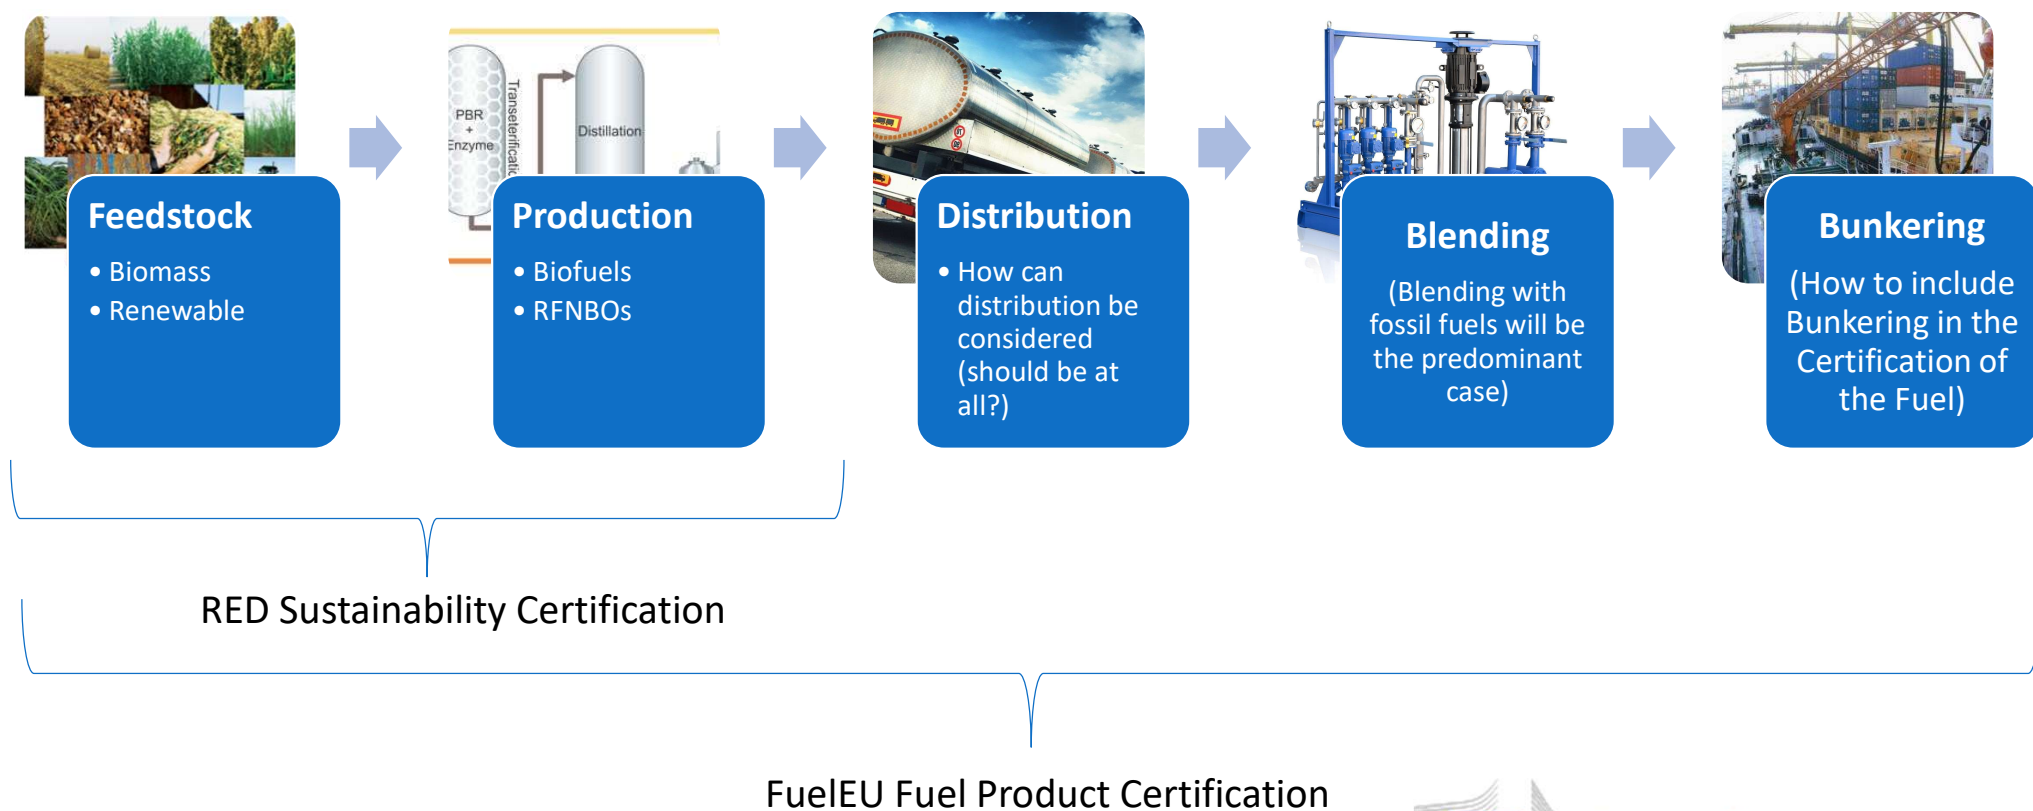 PBR
+
Enzyme
Transeterificatio
Distillation
Feedstock
• Biomass
• Renewable
Production
• Biofuels
• RFNBOs
Distribution
• How can
distribution be
considered
(should be at
all?)
Blending
(Blending with
fossil fuels will be
the predominant
case)
Bunkering
(How to include
Bunkering in the
Certification of
the Fuel)
RED Sustainability Certification
FuelEU Fuel Product Certification